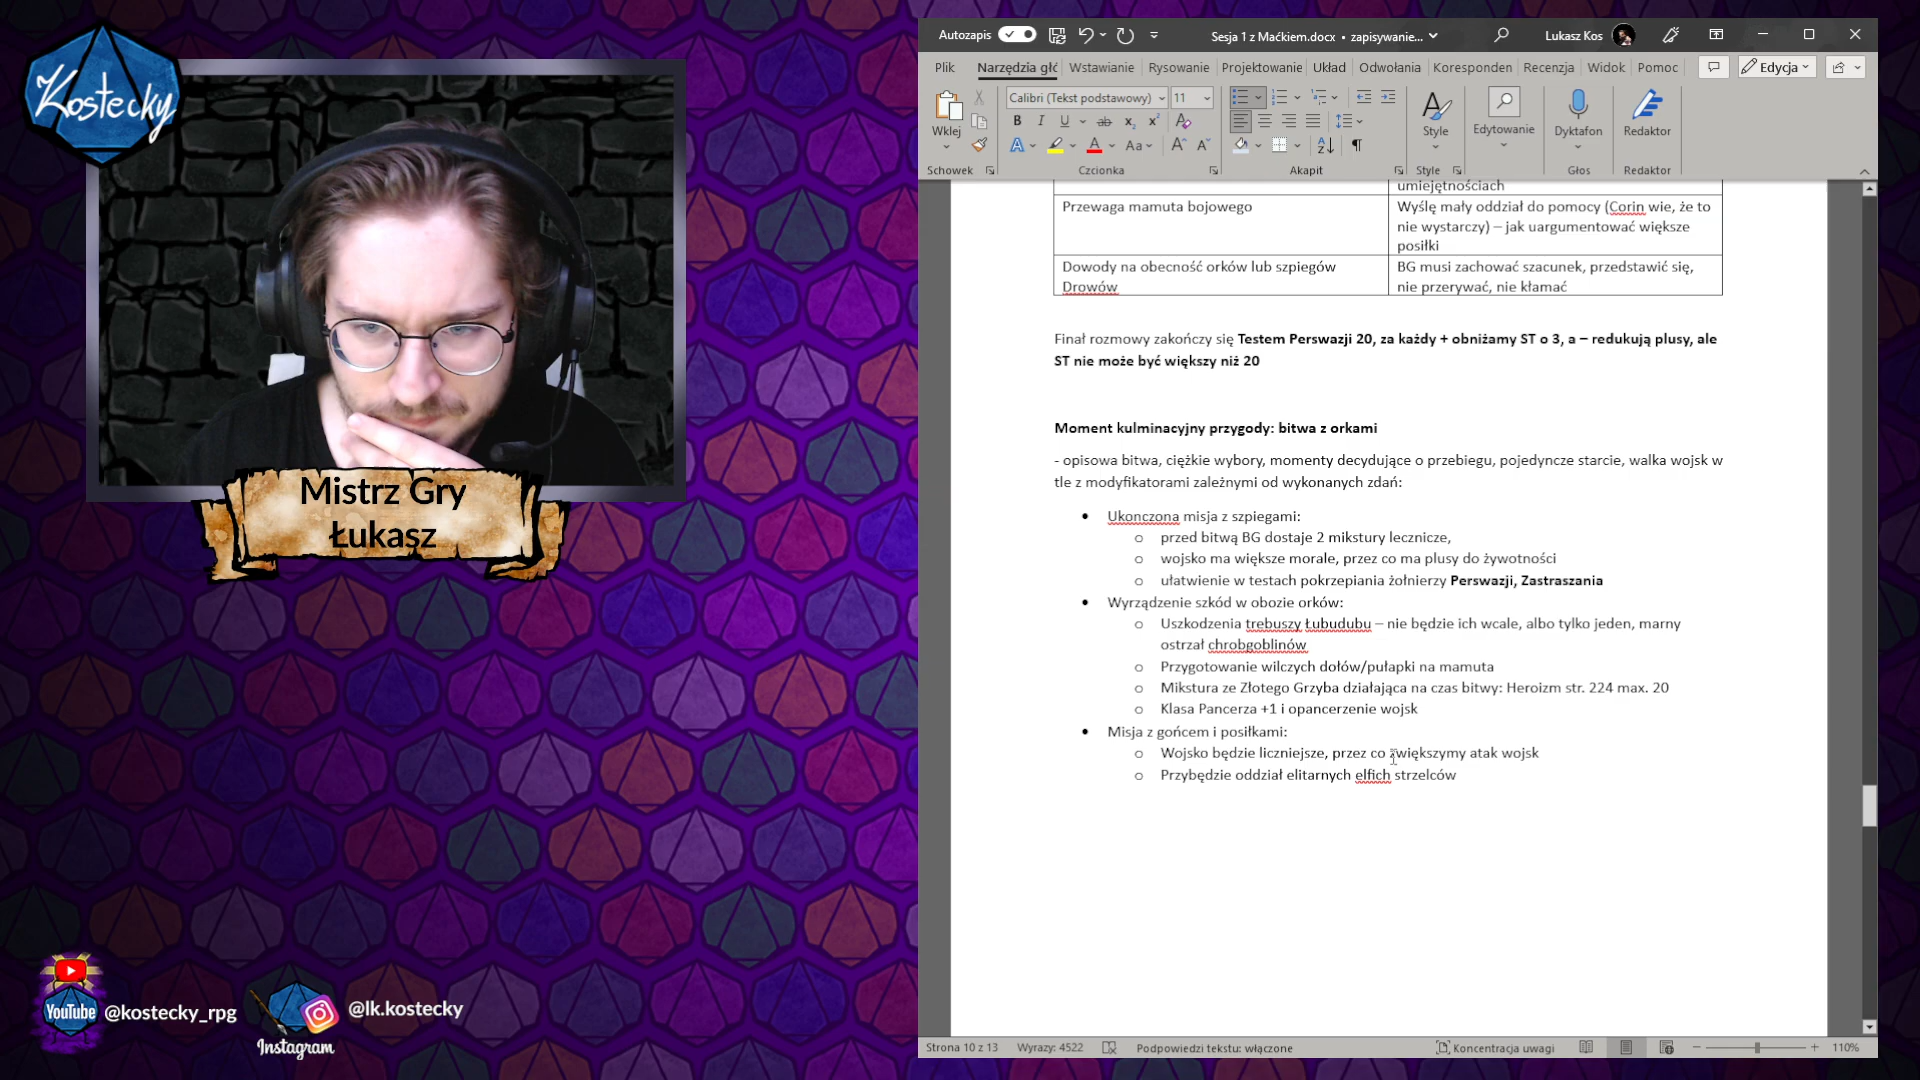 Kostecky
Mistrz Gry
Łukasz
YouTube
@kostecky_rpg
@lk.kostecky
Instagram
Autozapis
Sesja 1 z Maćkiem.docx • zapisywanie...
Lukasz Kos
Plik
Narzędzia głć
Wstawianie
Rysowanie
Projektowanie
Układ
Odwołania
Koresponden
Recenzja
Widok
Pomoc
Edycja
Wklej
Calibri (Tekst podstawowy)
11
Style
Edytowanie
Dyktafon
Redaktor
Schowek
Czcionka
Akapit
Style
Głos
Redaktor
umiejętnościach
Przewaga mamuta bojowego
Wyślę mały oddział do pomocy (Corin wie, że to
nie wystarczy) – jak uargumentować większe
posiłki
Dowody na obecność orków lub szpiegów
Drowów
BG musi zachować szacunek, przedstawić się,
nie przerywać, nie kłamać
Finał rozmowy zakończy się Testem Perswazji 20, za każdy + obniżamy ST o 3, a – redukują plusy, ale
ST nie może być większy niż 20
Moment kulminacyjny przygody: bitwa z orkami
- opisowa bitwa, ciężkie wybory, momenty decydujące o przebiegu, pojedyncze starcie, walka wojsk w
tle z modyfikatorami zależnymi od wykonanych zdań:
• Ukonczona misja z szpiegami:
o przed bitwą BG dostaje 2 mikstury lecznicze,
o wojsko ma większe morale, przez co ma plusy do żywotności
o ułatwienie w testach pokrzepiania żołnierzy Perswazji, Zastraszania
• Wyrządzenie szkód w obozie orków:
o Uszkodzenia trebuszy Łubudubu – nie będzie ich wcale, albo tylko jeden, marny
ostrzał chrobgoblinów
o Przygotowanie wilczych dołów/pułapki na mamuta
o Mikstura ze Złotego Grzyba działająca na czas bitwy: Heroizm str. 224 max. 20
o Klasa Pancerza +1 i opancerzenie wojsk
• Misja z gońcem i posiłkami:
o Wojsko będzie liczniejsze, przez co zwiększymy atak wojsk
o Przybędzie oddział elitarnych elfich strzelców
Strona 10 z 13
Wyrazy: 4522
Podpowiedzi tekstu: włączone
Koncentracja uwagi
110%